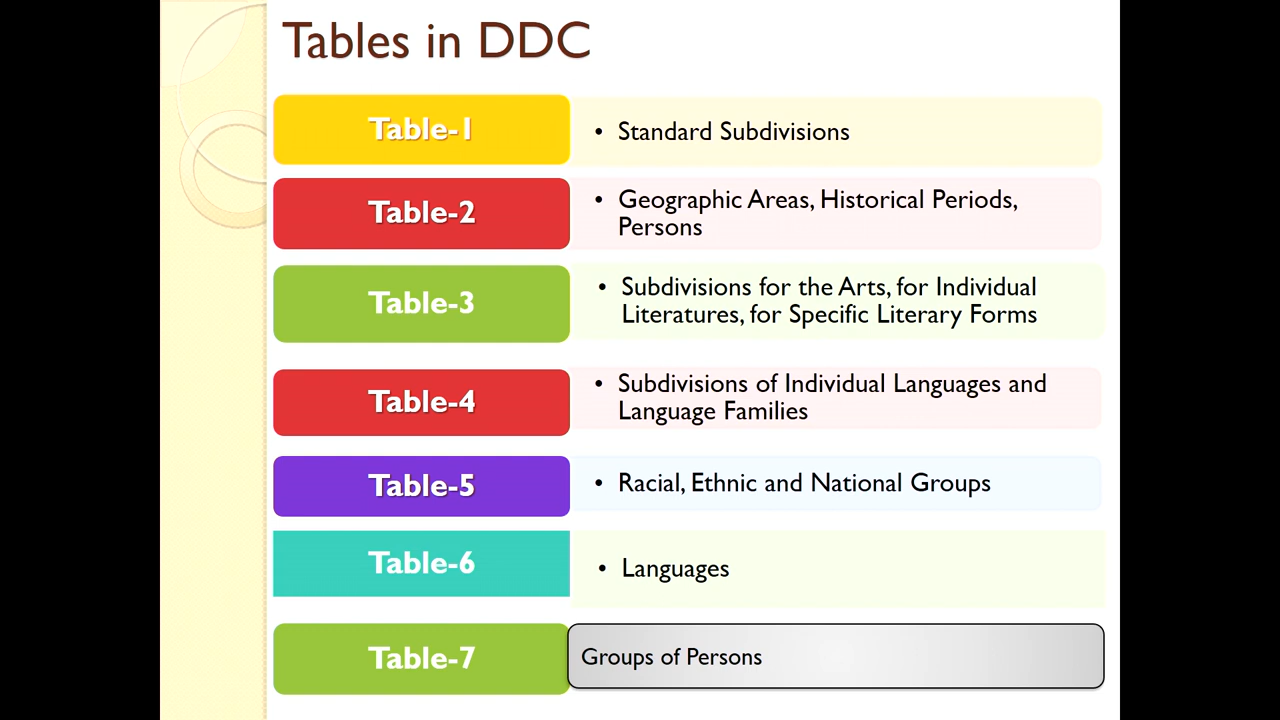 Tables in DDC
Table-1
• Standard Subdivisions
Table-2
• Geographic Areas, Historical Periods,
Persons
Table-3
• Subdivisions for the Arts, for Individual
Literatures, for Specific Literary Forms
Table-4
• Subdivisions of Individual Languages and
Language Families
Table-5
• Racial, Ethnic and National Groups
Table-6
• Languages
Table-7
Groups of Persons